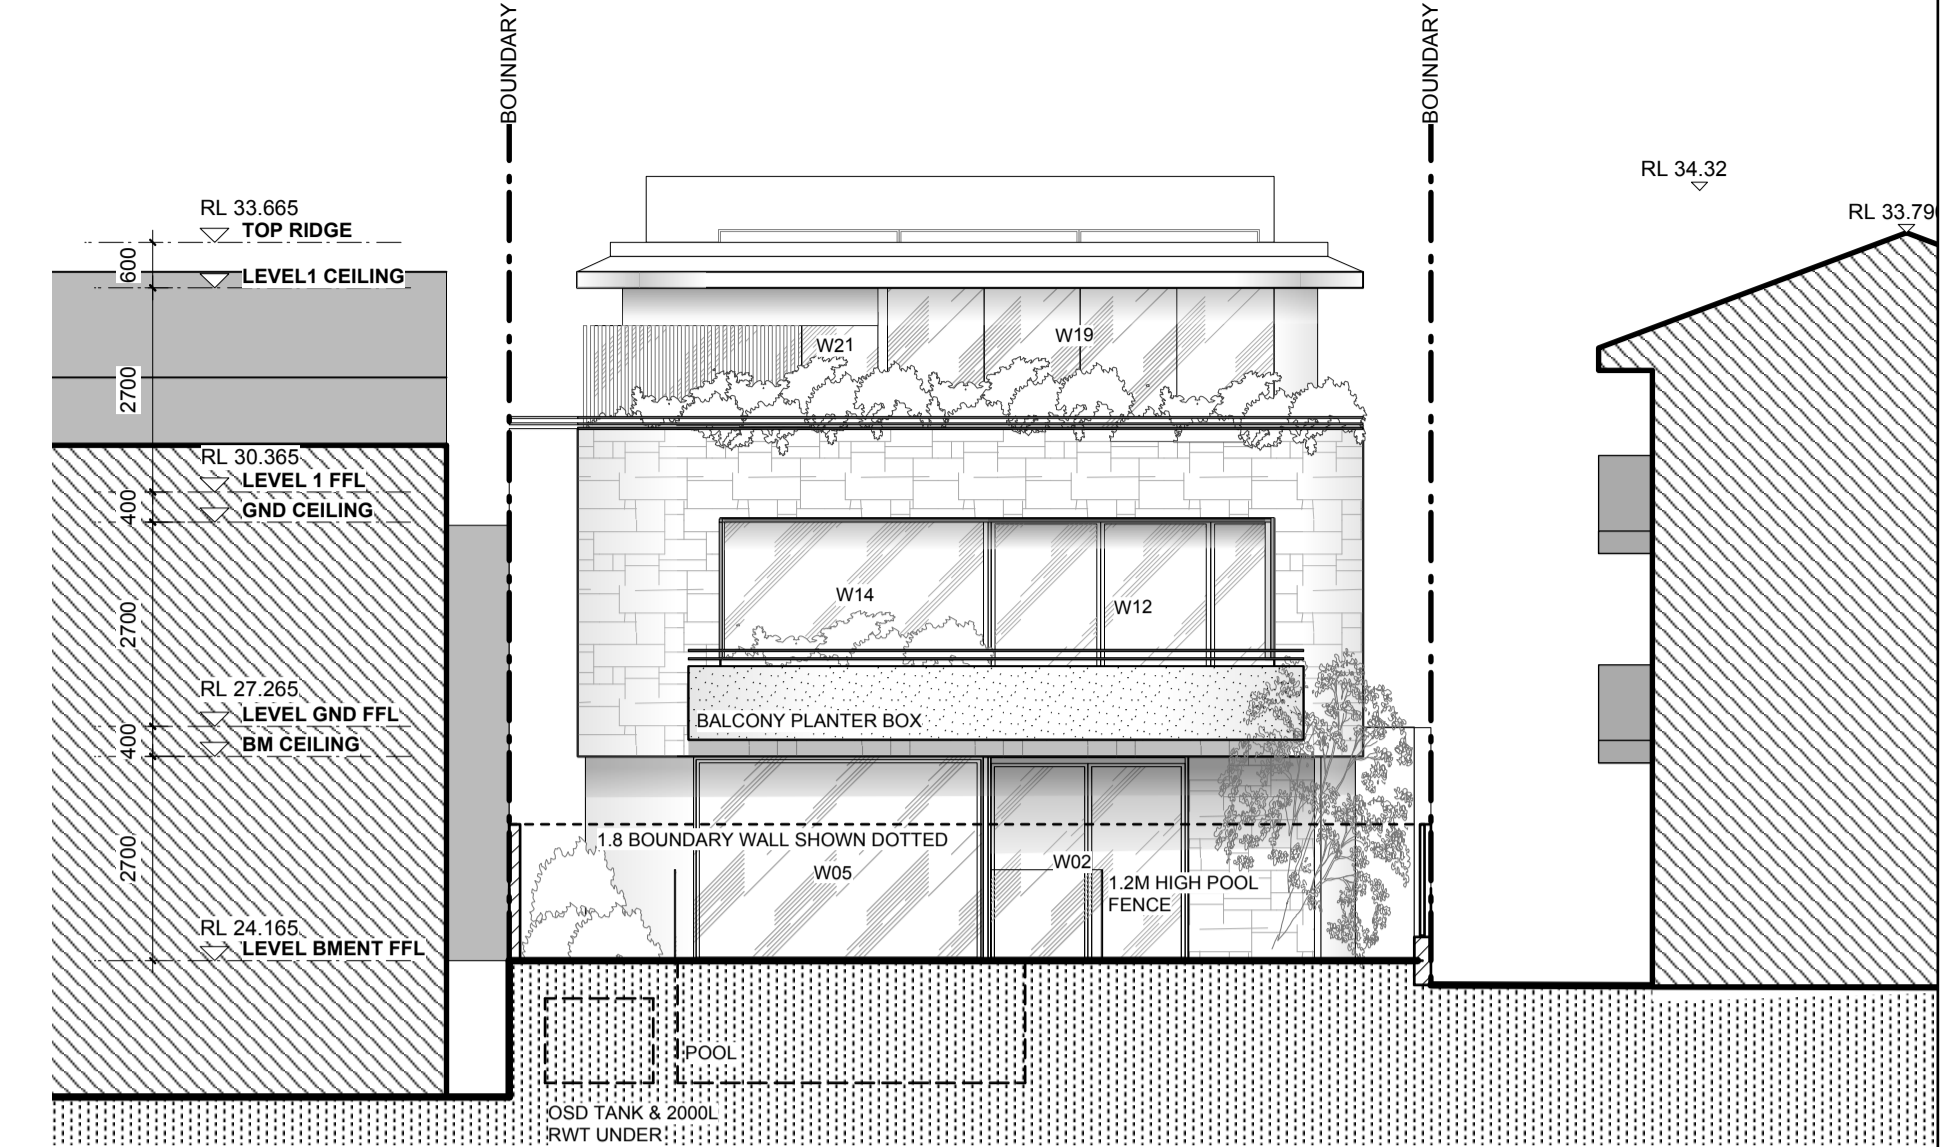 BOUNDARY
BOUNDARY
RL 34.32
RL 33.665
TOP RIDGE
RL 33.790
600
LEVEL1 CEILING
W21
W19
2700
RL 30.365
LEVEL 1 FFL
400
GND CEILING
2700
W14
W12
RL 27.265
LEVEL GND FFL
BALCONY PLANTER BOX
400
BM CEILING
1.8 BOUNDARY WALL SHOWN DOTTED
2700
W05
W02
1.2M HIGH POOL
FENCE
RL 24.165
LEVEL BMENT FFL
POOL
OSD TANK & 2000L
RWT UNDER